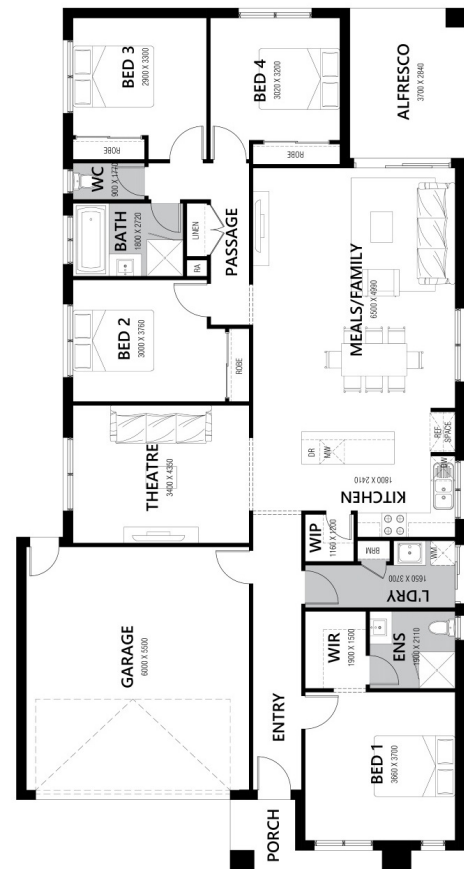 BED 3
2900 X 3300
BED 4
3020 X 3200
ALFRESCO
3700 X 2840
ROBE
ROBE
WC
900 X 1770
BATH
1800 X 2720
LINEN
RA
PASSAGE
MEALS/FAMILY
6500 X 4990
BED 2
3000 X 3760
ROBE
THEATRE
3400 X 4350
DR
MW
REF.
SPACE
DW
KITCHEN
1800 X 2410
WIP
1160 X 1200
BRM
WM
L'DRY
1650 X 3700
GARAGE
6000 X 5500
WIR
1900 X 1500
ENS
1900 X 2110
ENTRY
BED 1
3660 X 3700
PORCH